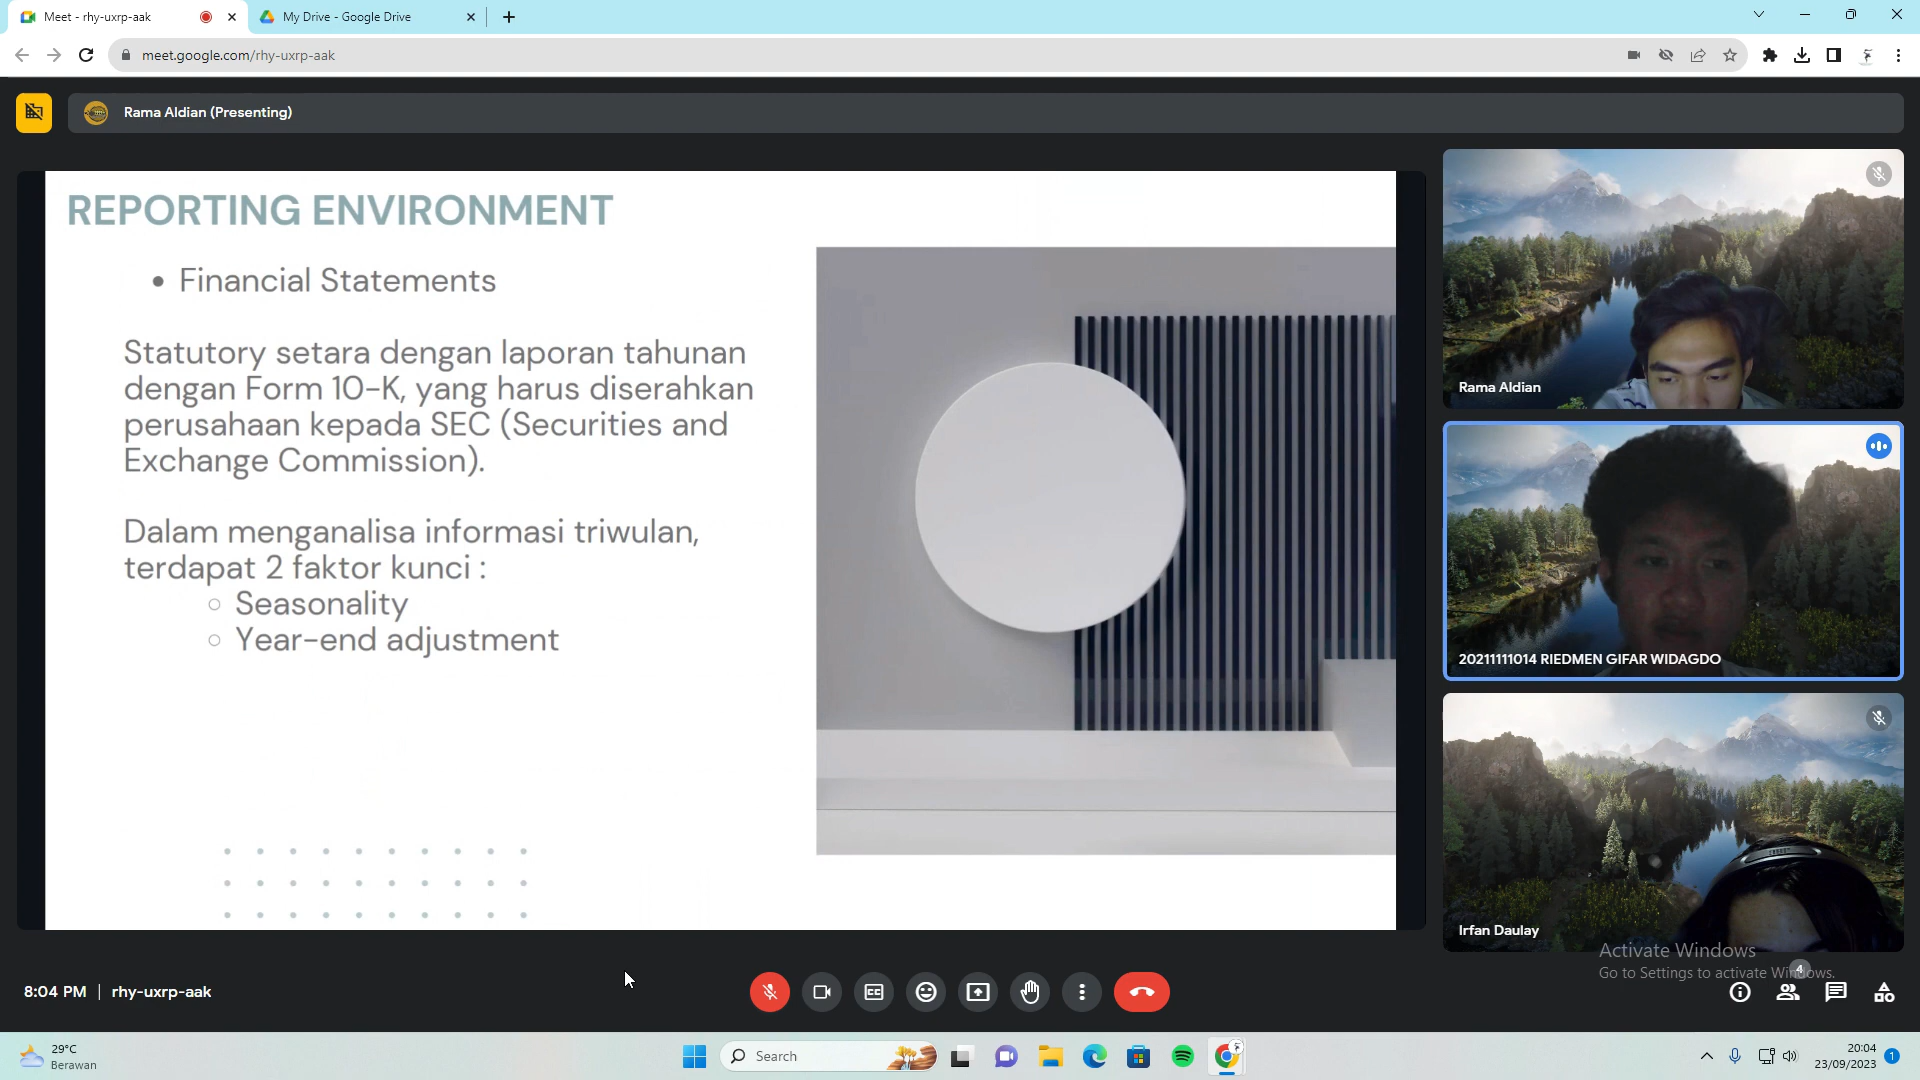 Meet - rhy-uxrp-aak
My Drive - Google Drive
meet.google.com/rhy-uxrp-aak
Rama Aldian (Presenting)
REPORTING ENVIRONMENT
Financial Statements
Statutory setara dengan laporan tahunan
dengan Form 10-K, yang harus diserahkan
perusahaan kepada SEC (Securities and
Exchange Commission).
Dalam menganalisa informasi triwulan,
terdapat 2 faktor kunci :
Seasonality
Year-end adjustment
Rama Aldian
20211111014 RIEDMEN GIFAR WIDAGDO
Irfan Daulay
Activate Windows
Go to Settings to activate Windows.
4
8:04 PM | rhy-uxrp-aak
29°C
Berawan
Search
20:04
23/09/2023
1